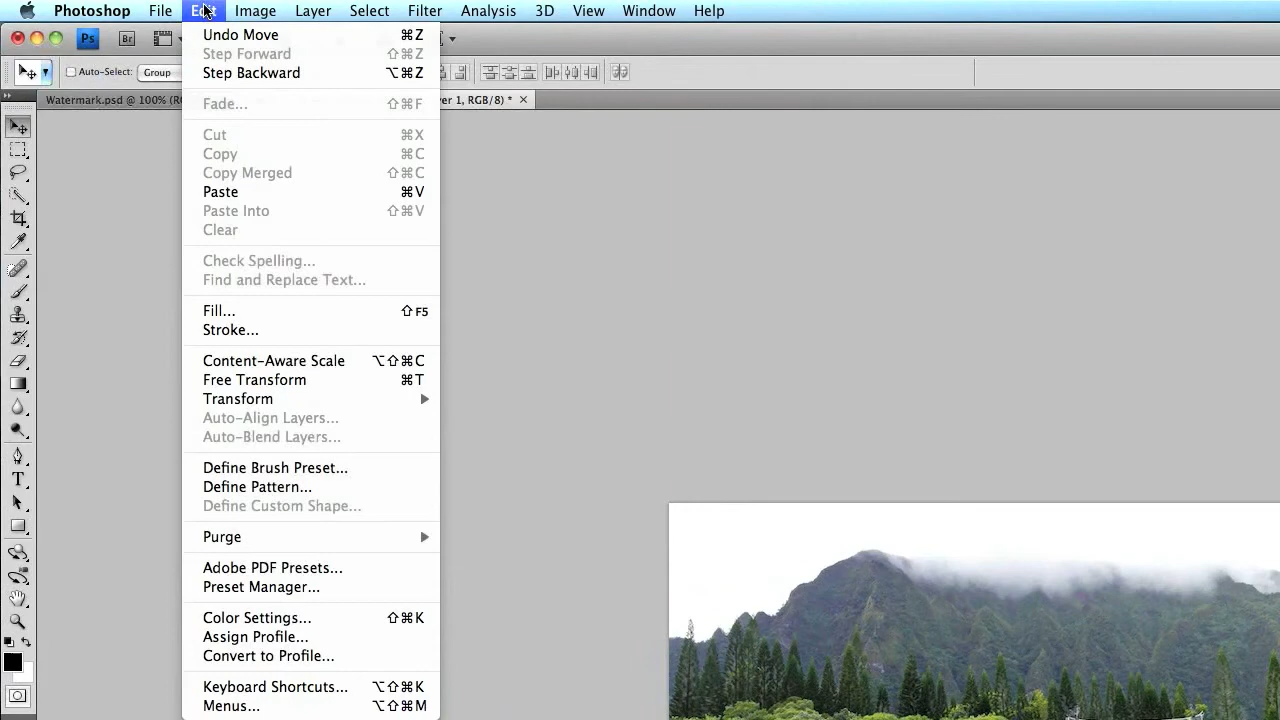 Photoshop File Edit Image Layer Select Filter Analysis 3D View Window Help
Ps Br
Auto-Select: Group
Watermark.psd @ 100% (R
er 1, RGB/8) * ×
Undo Move ⌘Z
Step Forward ⇧⌘Z
Step Backward ⌥⌘Z
Fade... ⇧⌘F
Cut ⌘X
Copy ⌘C
Copy Merged ⇧⌘C
Paste ⌘V
Paste Into ⇧⌘V
Clear
Check Spelling...
Find and Replace Text...
Fill... ⇧F5
Stroke...
Content-Aware Scale ⌥⇧⌘C
Free Transform ⌘T
Transform
Auto-Align Layers...
Auto-Blend Layers...
Define Brush Preset...
Define Pattern...
Define Custom Shape...
Purge
Adobe PDF Presets...
Preset Manager...
Color Settings... ⇧⌘K
Assign Profile...
Convert to Profile...
Keyboard Shortcuts... ⌥⇧⌘K
Menus... ⌥⇧⌘M